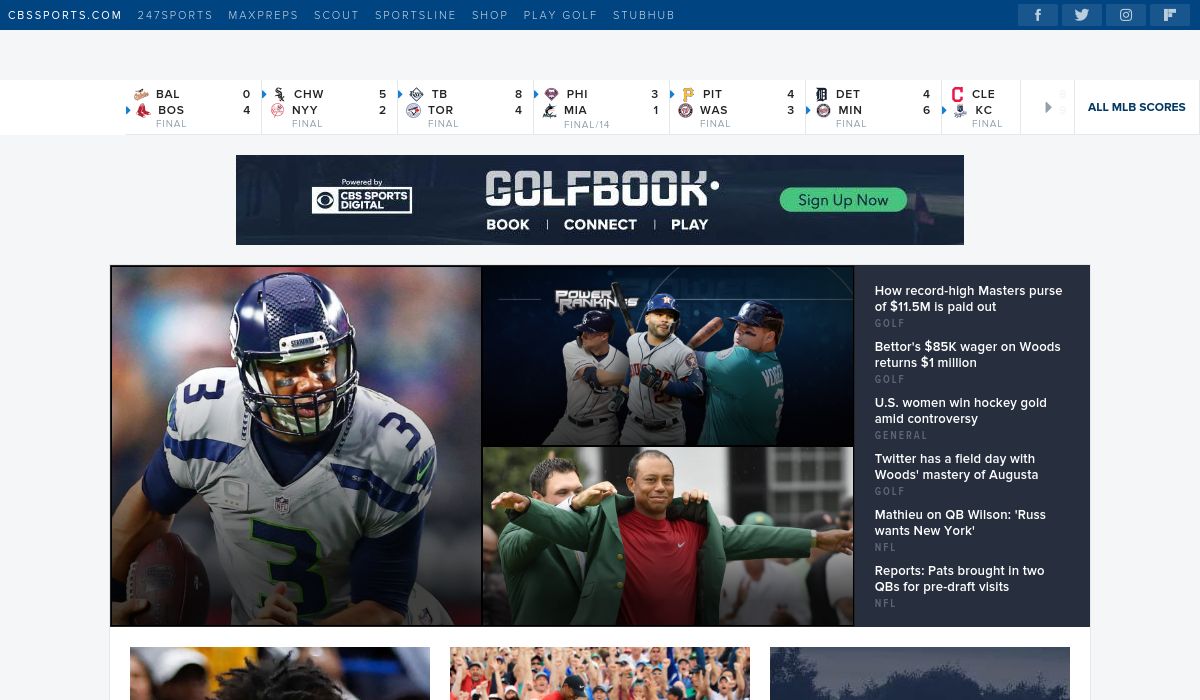 CBSSPORTS.COM 247SPORTS MAXPREPS SCOUT SPORTSLINE SHOP PLAY GOLF STUBHUB
BAL 0
BOS 4
FINAL
CHW 5
NYY 2
FINAL
TB 8
TOR 4
FINAL
PHI 3
MIA 1
FINAL/14
PIT 4
WAS 3
FINAL
DET 4
MIN 6
FINAL
CLE
KC
FINAL
ALL MLB SCORES
Powered by
CBS SPORTS
DIGITAL
GOLFBOOK
BOOK | CONNECT | PLAY
Sign Up Now
SEAHAWKS
3
3
3
POWER
RANKINGS
How record-high Masters purse
of $11.5M is paid out
GOLF
Bettor's $85K wager on Woods
returns $1 million
GOLF
U.S. women win hockey gold
amid controversy
GENERAL
Twitter has a field day with
Woods' mastery of Augusta
GOLF
Mathieu on QB Wilson: 'Russ
wants New York'
NFL
Reports: Pats brought in two
QBs for pre-draft visits
NFL